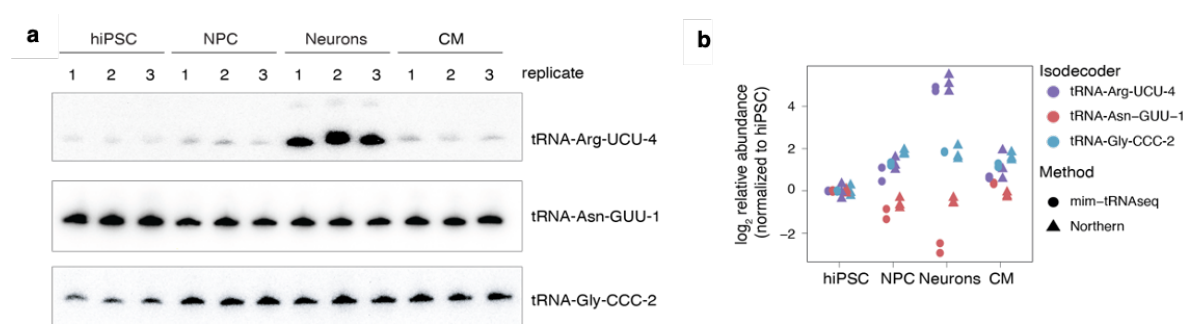 a
hiPSC NPC Neurons CM
1 2 3 1 2 3 1 2 3 1 2 3 replicate
tRNA-Arg-UCU-4
tRNA-Asn-GUU-1
tRNA-Gly-CCC-2
b
log2 relative abundance
(normalized to hiPSC)
4
2
0
−2
hiPSC NPC Neurons CM
Isodecoder
tRNA-Arg-UCU-4
tRNA-Asn−GUU−1
tRNA-Gly-CCC-2
Method
mim−tRNAseq
Northern